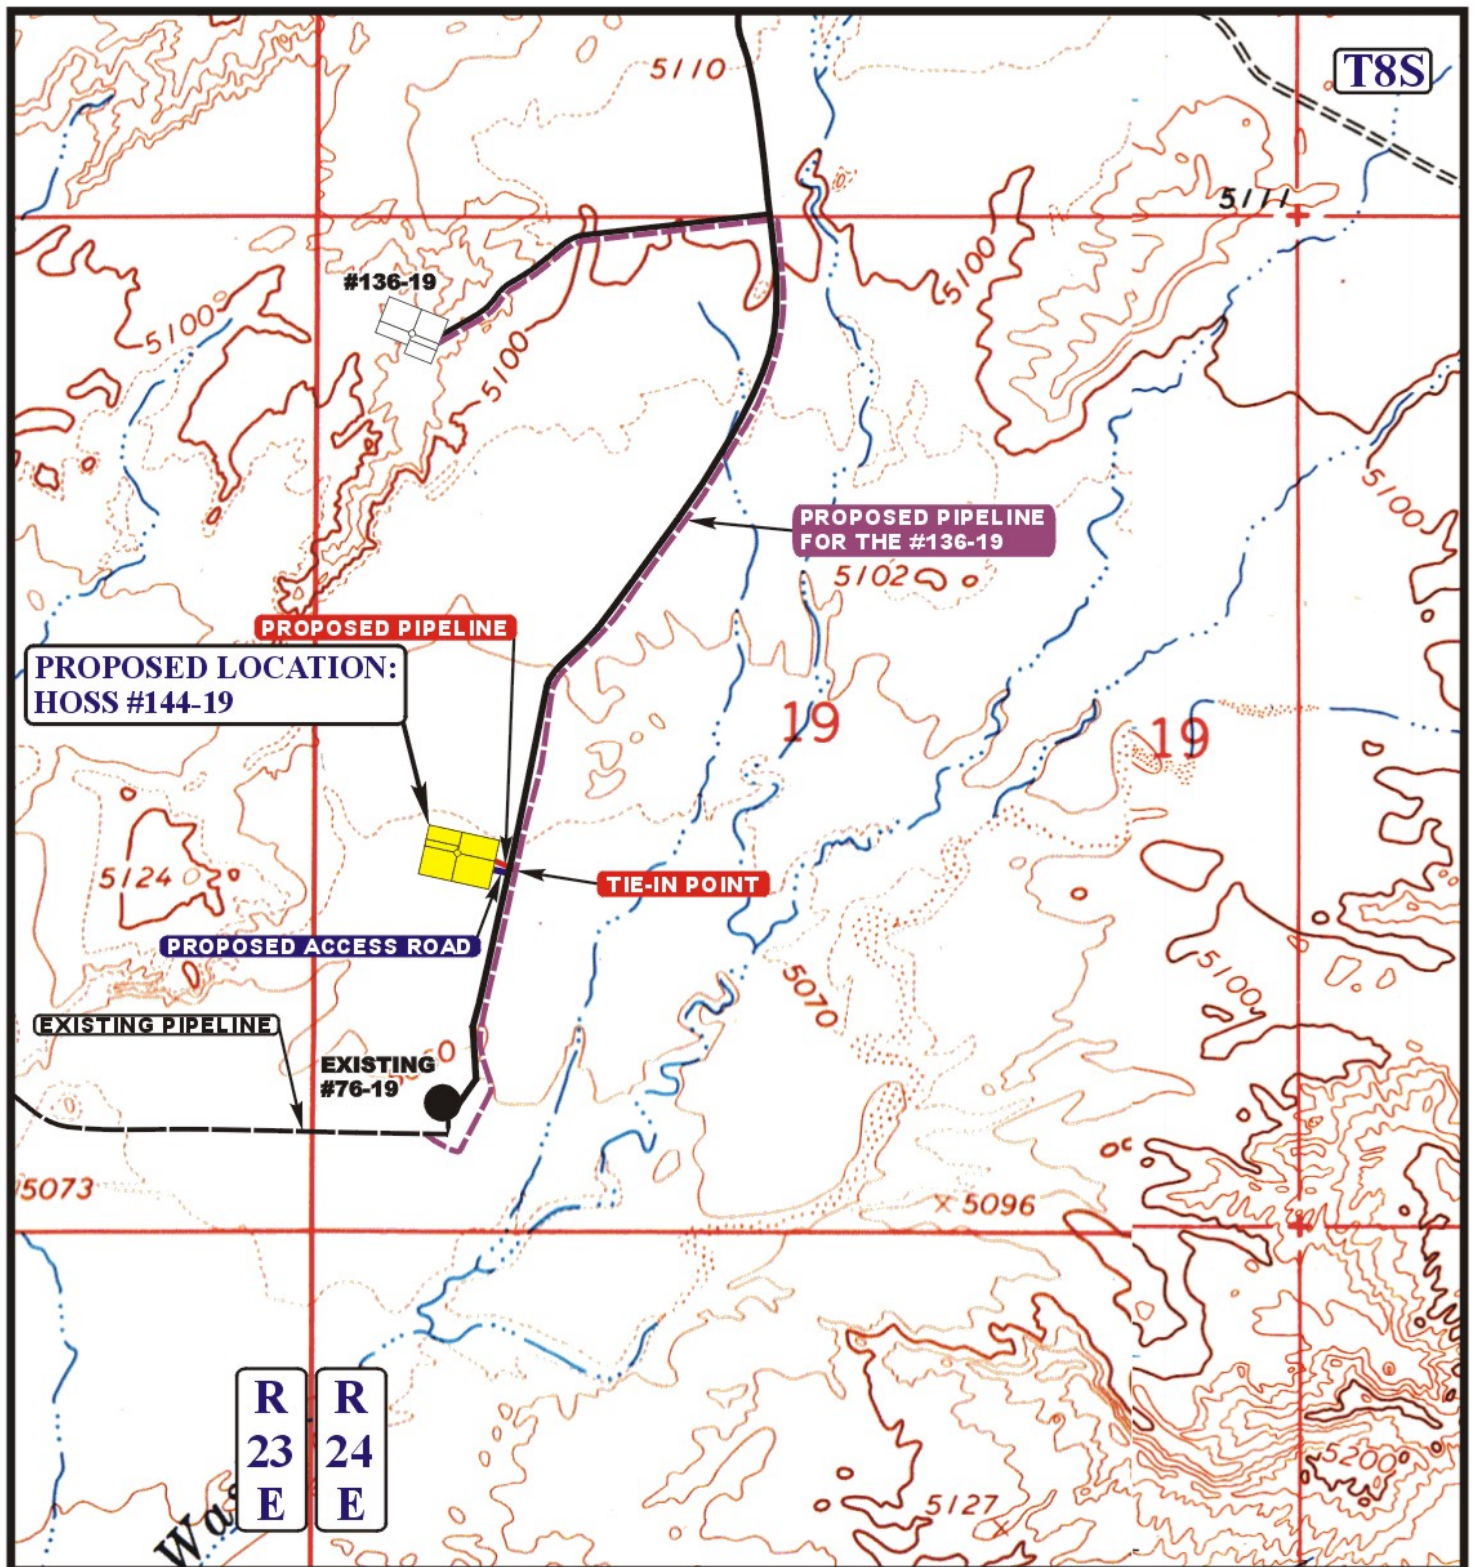 5110
T8S
5111
#136-19
5100
5100
5100
5100
PROPOSED PIPELINE
FOR THE #136-19
5102
PROPOSED PIPELINE
PROPOSED LOCATION:
HOSS #144-19
19
19
5124
TIE-IN POINT
PROPOSED ACCESS ROAD
5100
5070
EXISTING PIPELINE
EXISTING
#76-19
5073
5096
R
23
E
R
24
E
5200
5127
Was